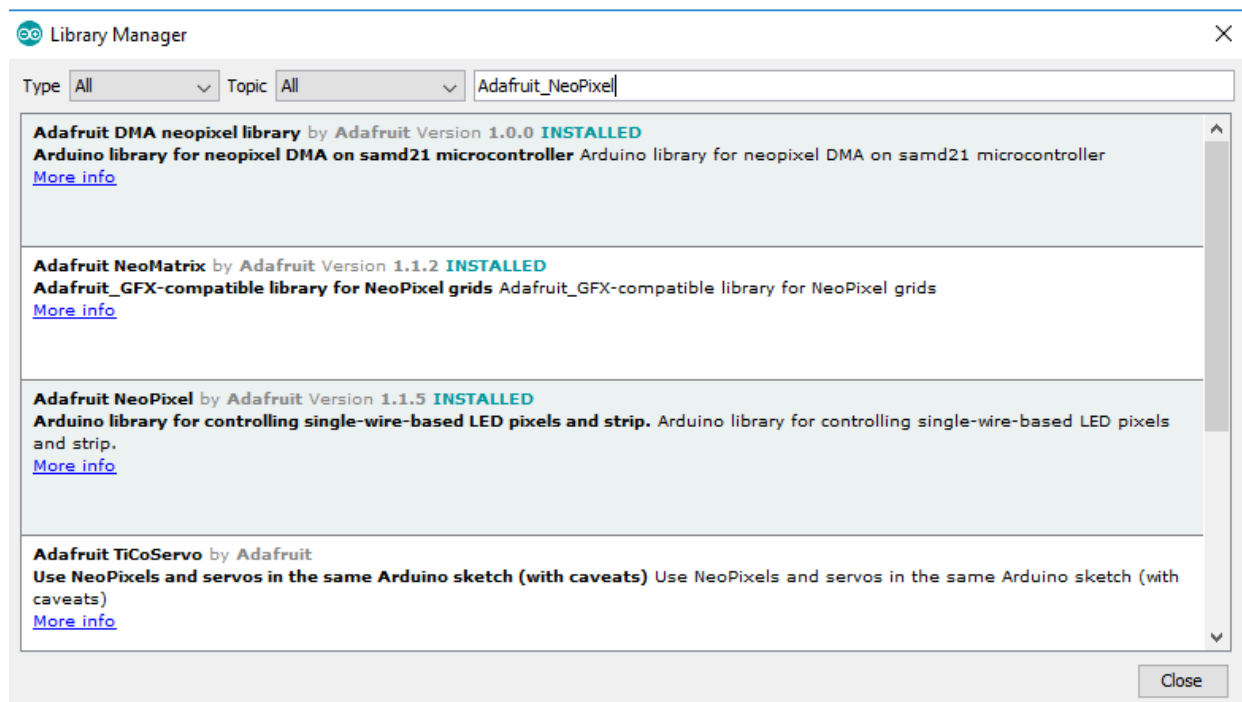 Library Manager
Type All Topic All Adafruit_NeoPixel
Adafruit DMA neopixel library by Adafruit Version 1.0.0 INSTALLED
Arduino library for neopixel DMA on samd21 microcontroller Arduino library for neopixel DMA on samd21 microcontroller
More info
Adafruit NeoMatrix by Adafruit Version 1.1.2 INSTALLED
Adafruit_GFX-compatible library for NeoPixel grids Adafruit_GFX-compatible library for NeoPixel grids
More info
Adafruit NeoPixel by Adafruit Version 1.1.5 INSTALLED
Arduino library for controlling single-wire-based LED pixels and strip. Arduino library for controlling single-wire-based LED pixels
and strip.
More info
Adafruit TiCoServo by Adafruit
Use NeoPixels and servos in the same Arduino sketch (with caveats) Use NeoPixels and servos in the same Arduino sketch (with
caveats)
More info
Close